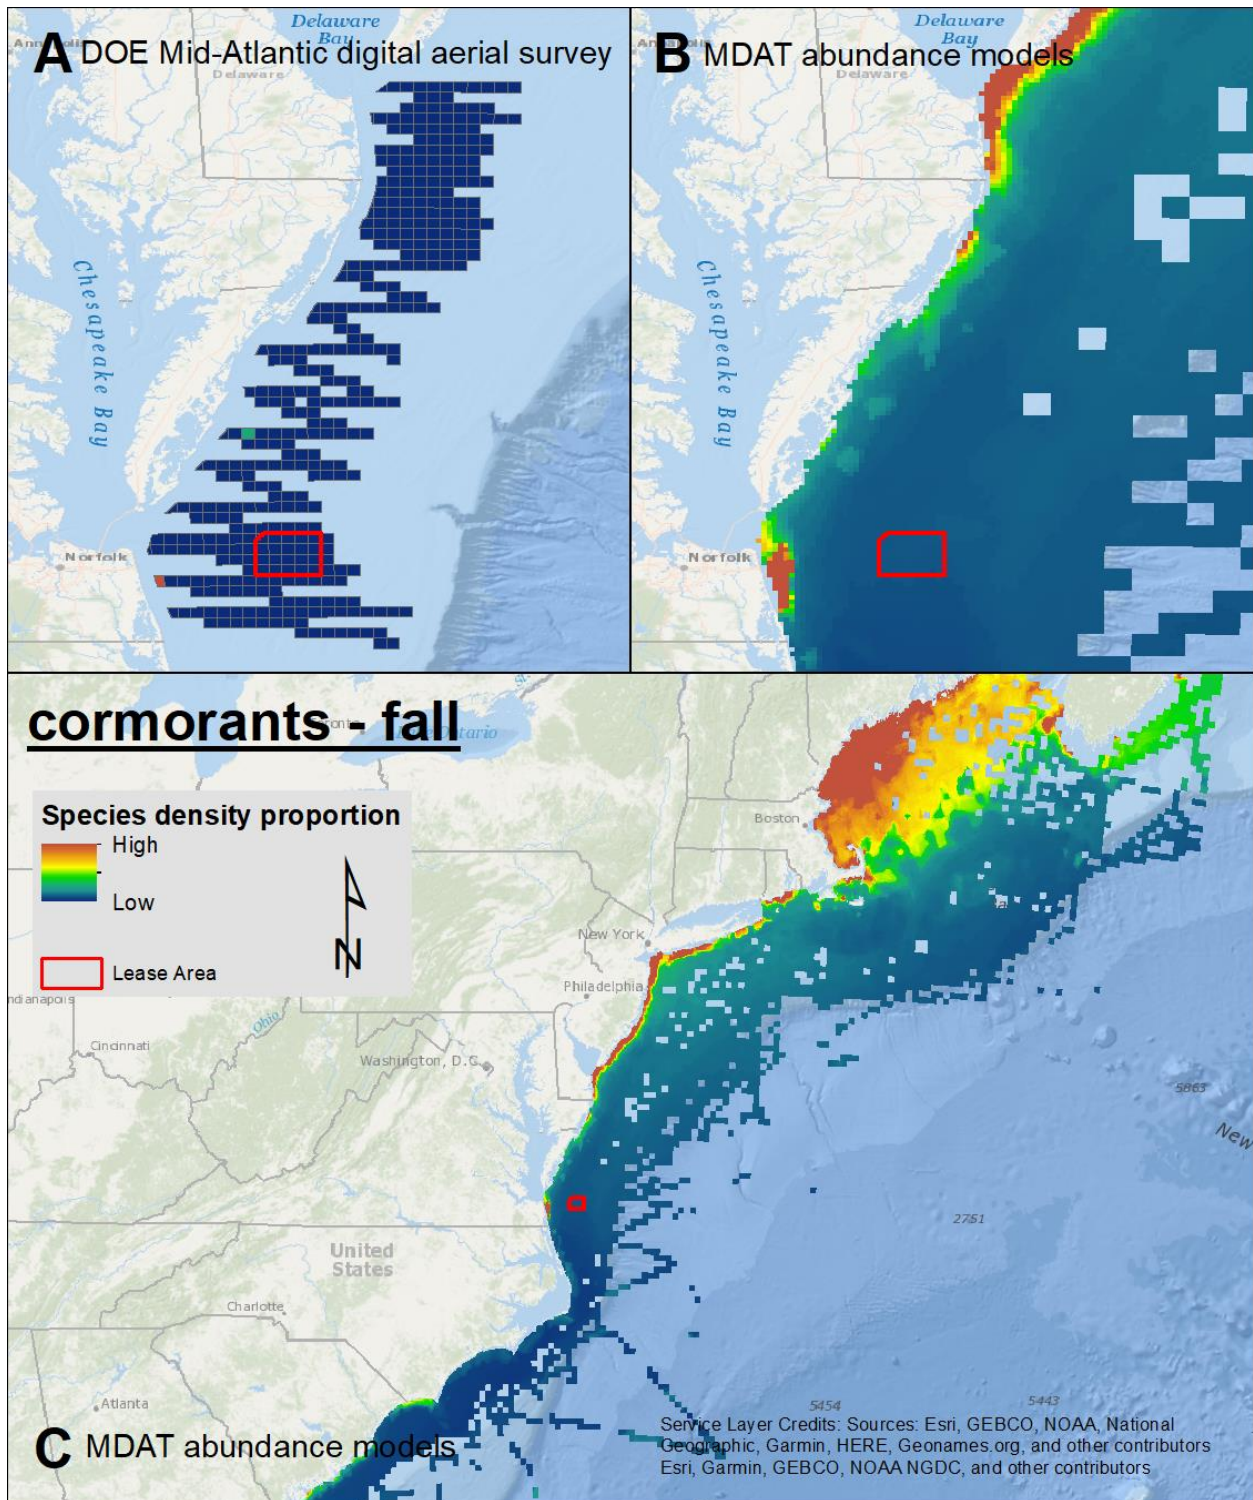 A DOE Mid-Atlantic digital aerial survey
Delaware
Bay
Delaware
Chesapeake Bay
Norfolk
B MDAT abundance models
Delaware
Bay
Delaware
Chesapeake Bay
Norfolk
cormorants - fall
Species density proportion
High
Low
N
Lease Area
Boston
New York
Philadelphia
ndianapolis
Ohio
Cincinnati
Washington, D.C.
5863
New
2751
United
States
Charlotte
Atlanta
5454
5443
C MDAT abundance models
Service Layer Credits: Sources: Esri, GEBCO, NOAA, National
Geographic, Garmin, HERE, Geonames.org, and other contributors
Esri, Garmin, GEBCO, NOAA NGDC, and other contributors